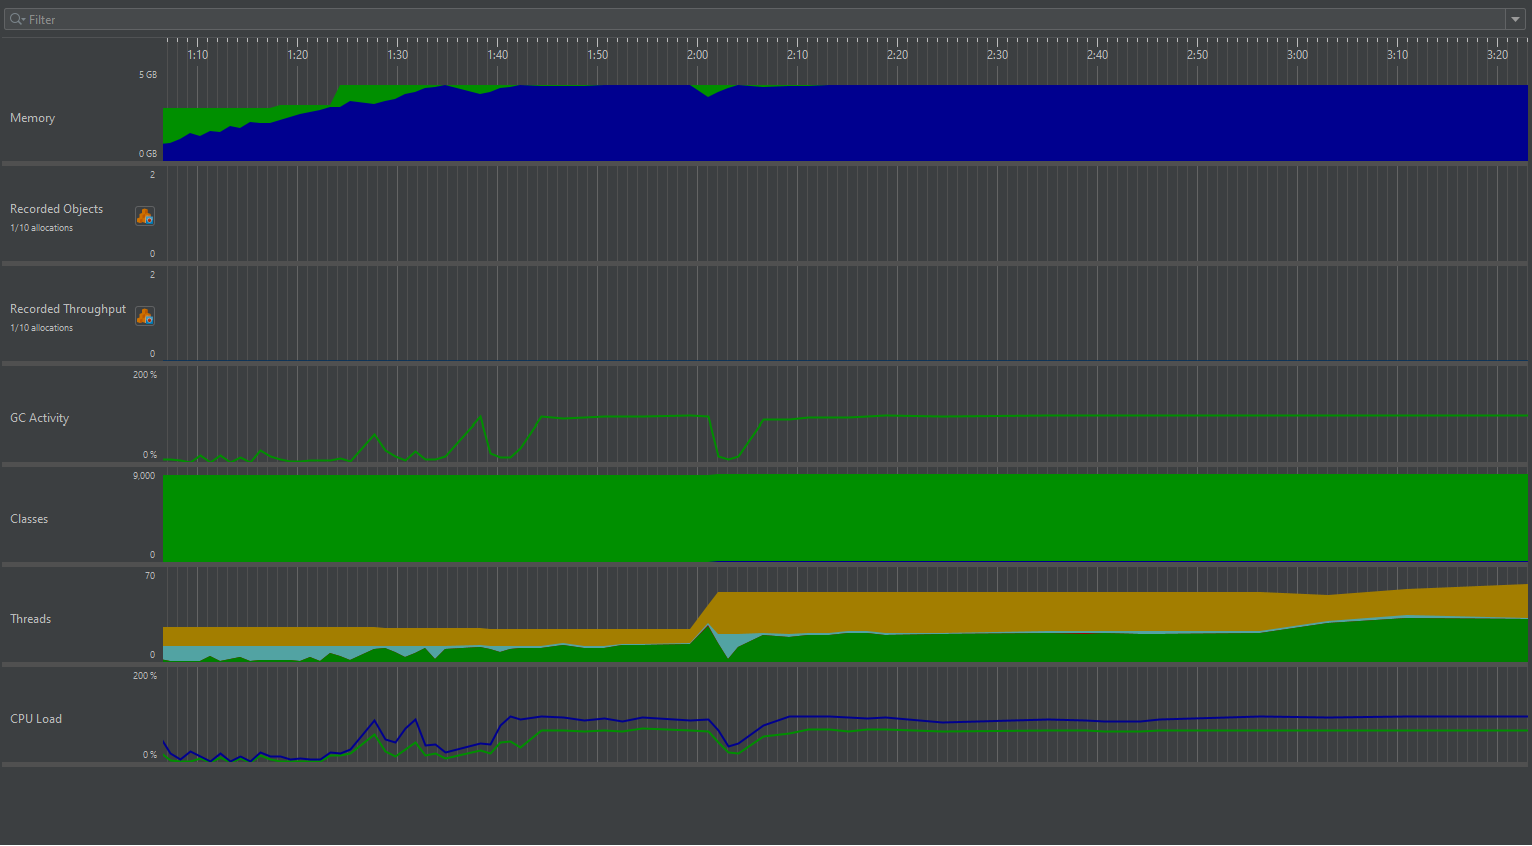 Filter
1:10 1:20 1:30 1:40 1:50 2:00 2:10 2:20 2:30 2:40 2:50 3:00 3:10 3:20
5 GB
Memory
0 GB
2
Recorded Objects
1/10 allocations
0
2
Recorded Throughput
1/10 allocations
0
200 %
GC Activity
0 %
9,000
Classes
0
70
Threads
0
200 %
CPU Load
0 %